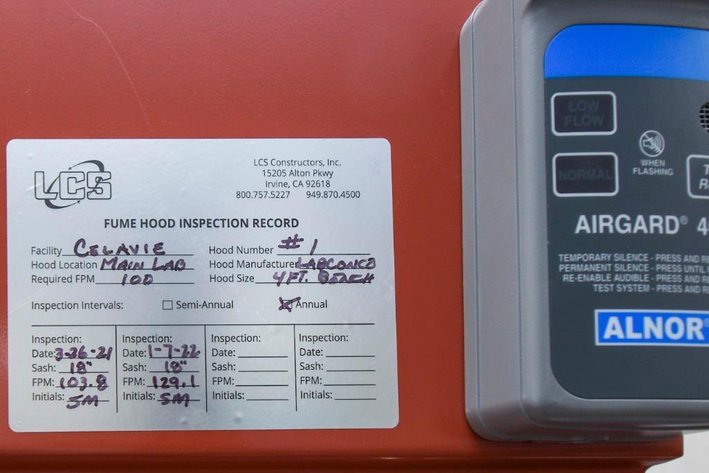 LCS
LCS Constructors, Inc.
15205 Alton Pkwy
Irvine, CA 92618
800.757.5227 949.870.4500
FUME HOOD INSPECTION RECORD
Facility CELAVIE Hood Number #1
Hood Location MAIN LAB Hood Manufacture LABCONCO
Required FPM 100 Hood Size 4FT. BENCH
Inspection Intervals: Semi-Annual Annual
Inspection: Inspection: Inspection: Inspection:
Date: 3-26-21 Date: 1-7-22 Date: Date:
Sash: 18" Sash: 18" Sash: Sash:
FPM: 103.8 FPM: 129.1 FPM: FPM:
Initials: SM Initials: SM Initials: Initials:
LOW
FLOW
NORMAL
WHEN
FLASHING
AIRGARD® 4
TEMPORARY SILENCE - PRESS AND RE
PERMANENT SILENCE - PRESS UNTIL
RE-ENABLE AUDIBLE - PRESS AND RE
TEST SYSTEM - PRESS AND
ALNOR